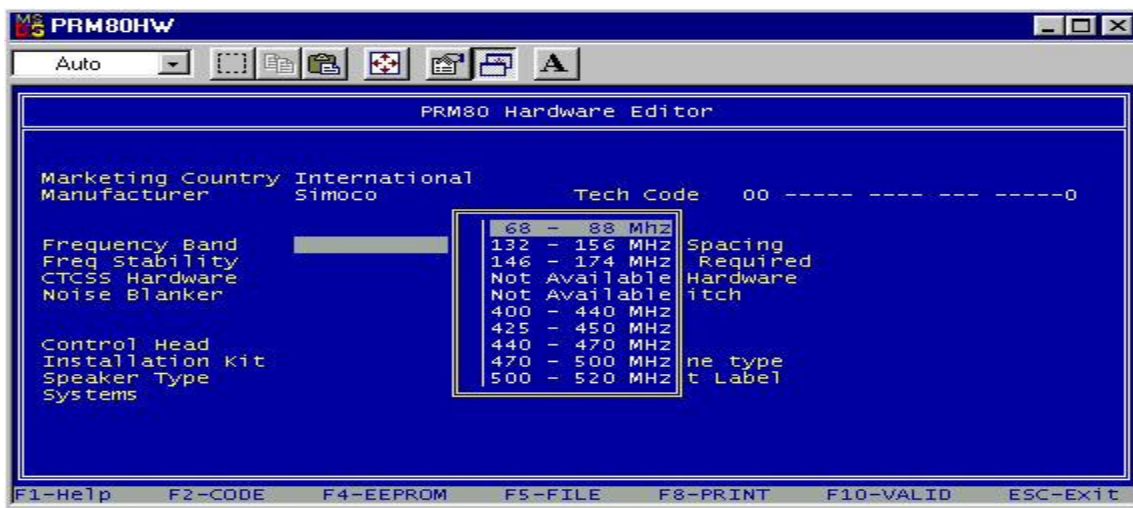 PRM80HW
Auto
A
PRM80 Hardware Editor
Marketing Country International
Manufacturer Simoco Tech Code 00 ----- ---- --- -----0
68 - 88 Mhz
Frequency Band 132 - 156 MHz Spacing
Freq Stability 146 - 174 MHz Required
CTCSS Hardware Not Available Hardware
Noise Blanker Not Available itch
400 - 440 MHz
425 - 450 MHz
Control Head 440 - 470 MHz
Installation Kit 470 - 500 MHz ne type
Speaker Type 500 - 520 MHz t Label
Systems
F1-Help F2-CODE F4-EEPROM F5-FILE F8-PRINT F10-VALID ESC-Exit